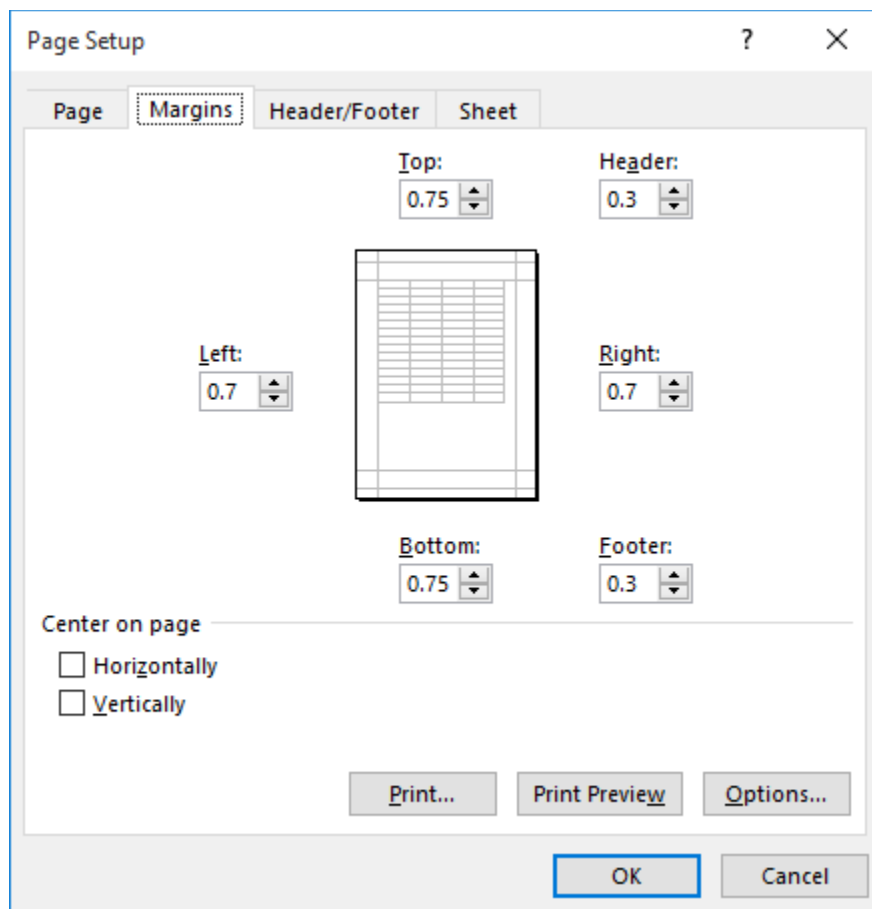 Page Setup ?
Page Margins Header/Footer Sheet
Top: Header:
0.75 0.3
Left: Right:
0.7 0.7
Bottom: Footer:
0.75 0.3
Center on page
Horizontally
Vertically
Print... Print Preview Options...
OK Cancel